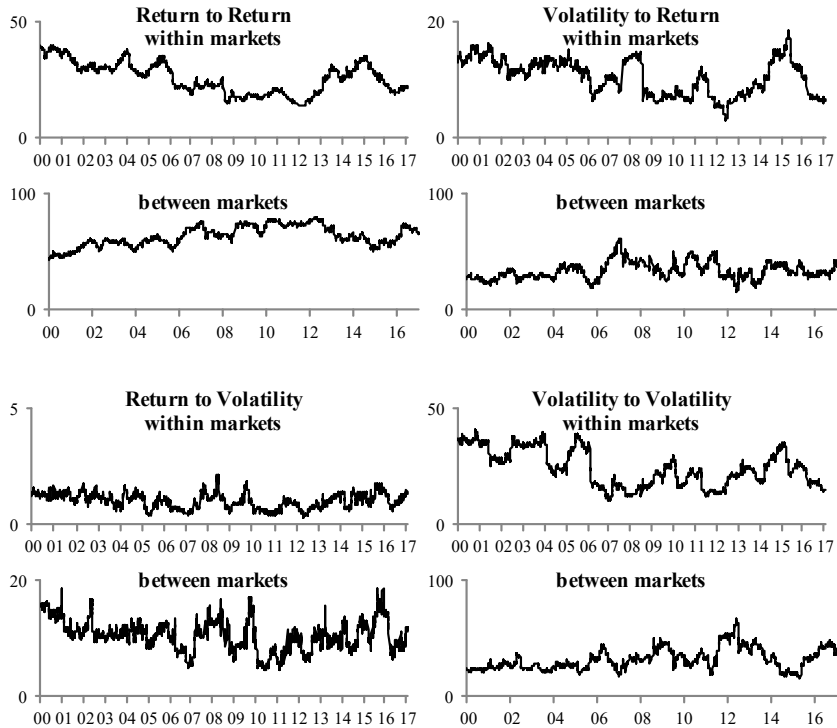 Return to Return
within markets
50
0
00 01 02 03 04 05 06 07 08 09 10 11 12 13 14 15 16 17
Volatility to Return
within markets
20
0
00 01 02 03 04 05 06 07 08 09 10 11 12 13 14 15 16 17
between markets
100
0
00 02 04 06 08 10 12 14 16
between markets
100
0
00 02 04 06 08 10 12 14 16
Return to Volatility
within markets
5
0
00 01 02 03 04 05 06 07 08 09 10 11 12 13 14 15 16 17
Volatility to Volatility
within markets
50
0
00 01 02 03 04 05 06 07 08 09 10 11 12 13 14 15 16 17
between markets
20
0
00 01 02 03 04 05 06 07 08 09 10 11 12 13 14 15 16 17
between markets
100
0
00 02 04 06 08 10 12 14 16